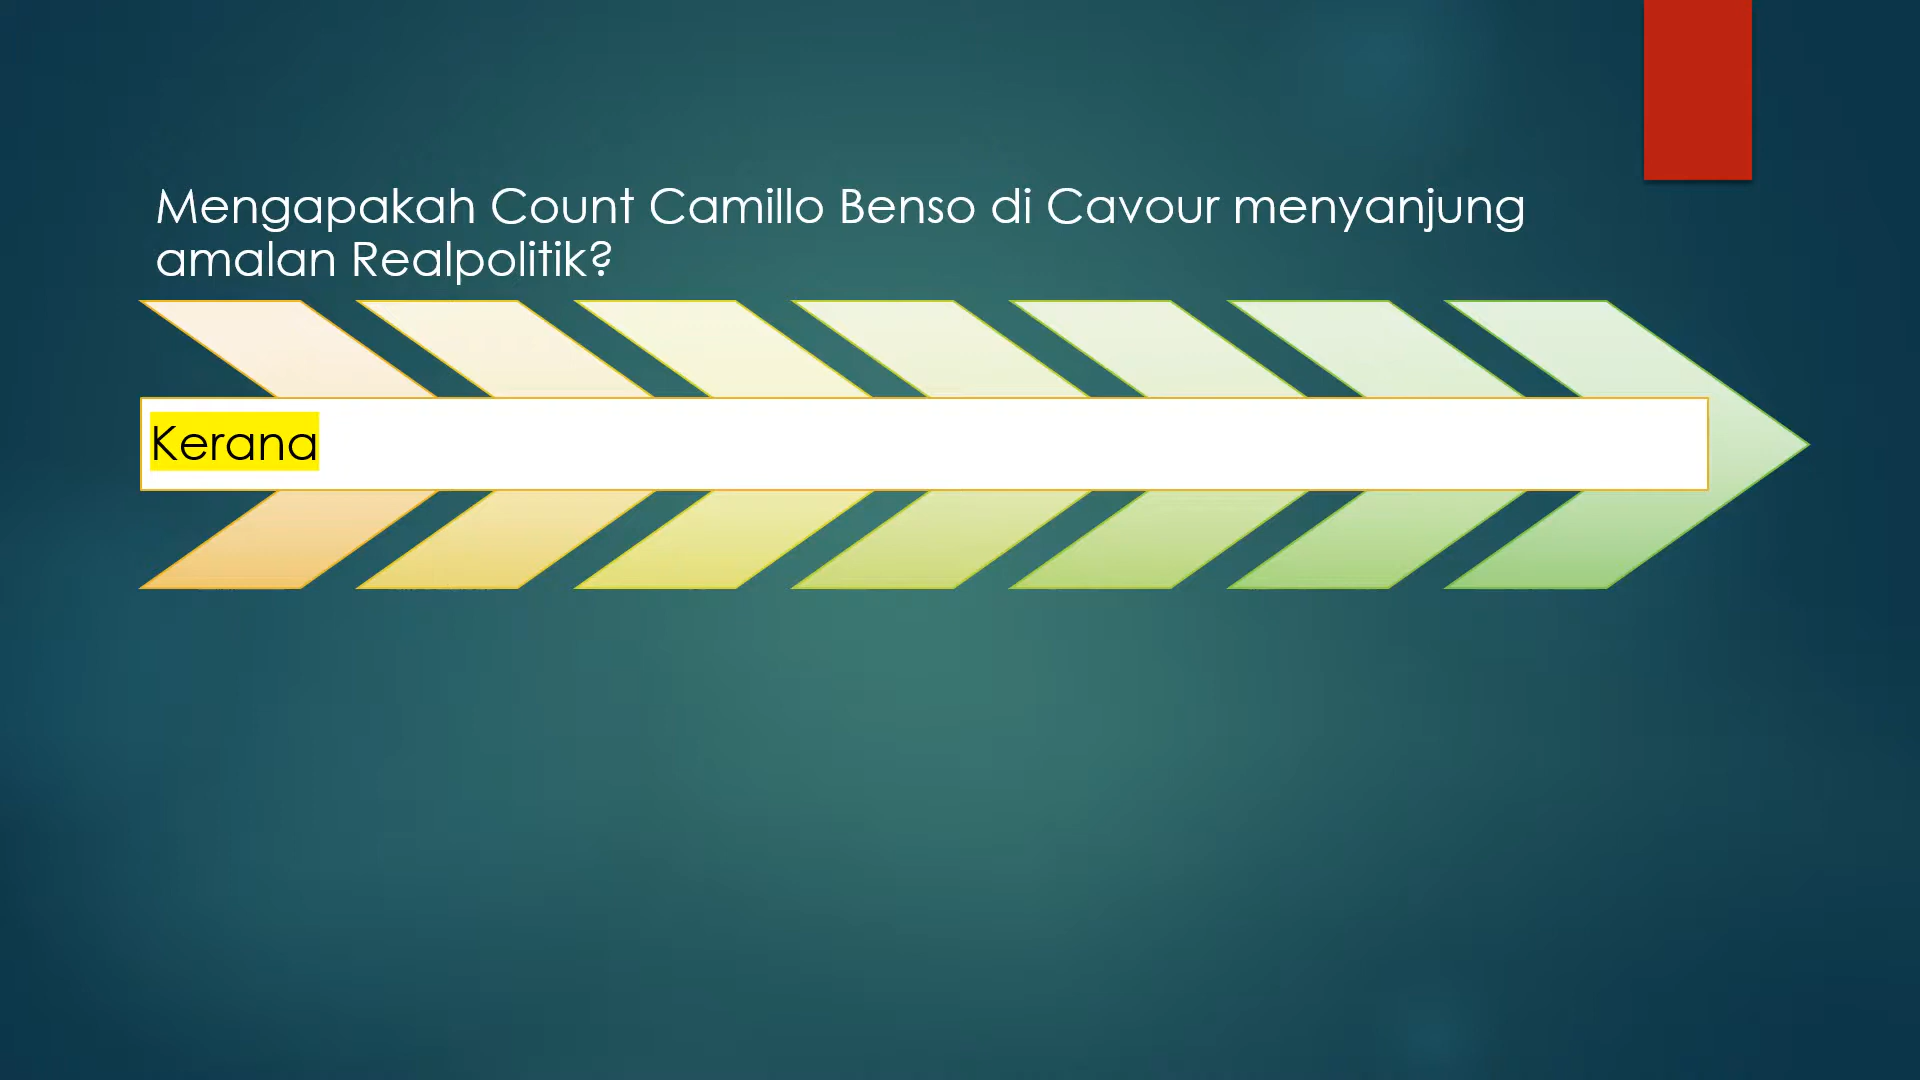 Mengapakah Count Camillo Benso di Cavour menyanjung
amalan Realpolitik?
Kerana